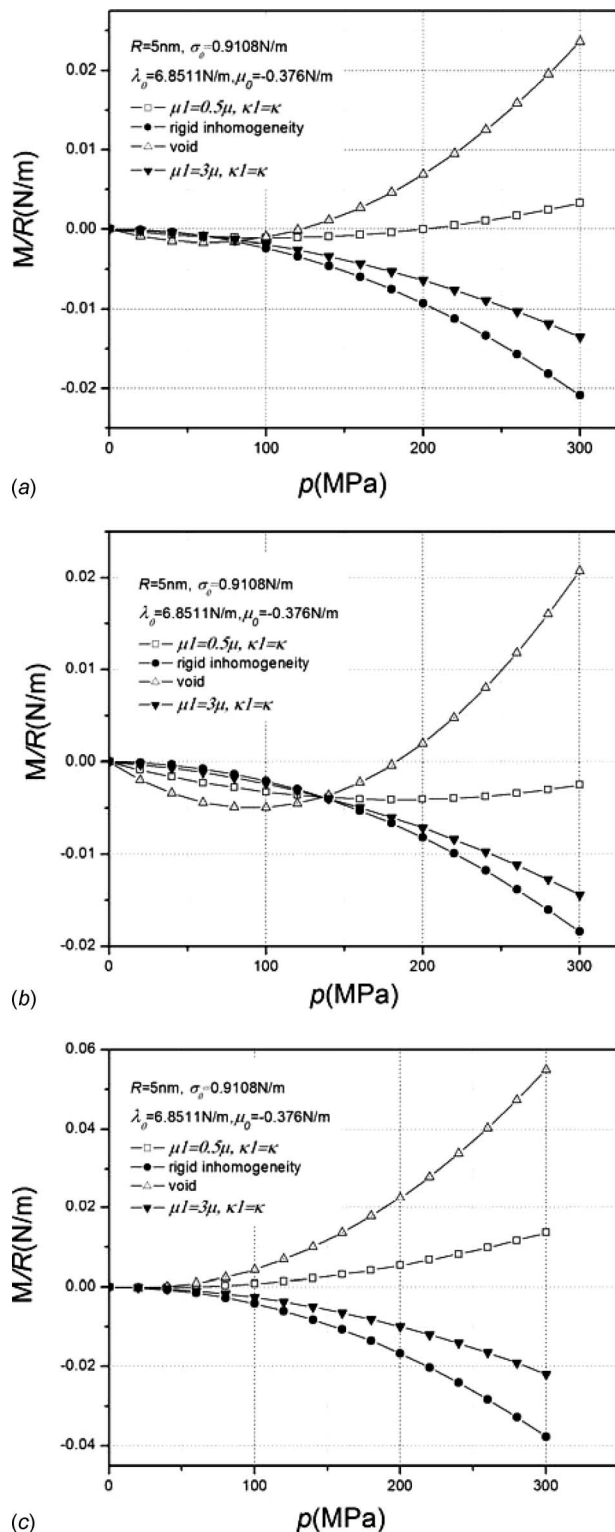 R=5nm, σ₀=0.9108N/m
λ₀=6.8511N/m,μ₀=-0.376N/m
μ1=0.5μ, κ1=κ
rigid inhomogeneity
void
μ1=3μ, κ1=κ
M/R(N/m)
0.02
0.01
0.00
-0.01
-0.02
0
100
200
300
(a)
p(MPa)
R=5nm, σ₀=0.9108N/m
λ₀=6.8511N/m,μ₀=-0.376N/m
μ1=0.5μ, κ1=κ
rigid inhomogeneity
void
μ1=3μ, κ1=κ
M/R(N/m)
0.02
0.01
0.00
-0.01
-0.02
0
100
200
300
(b)
p(MPa)
R=5nm, σ₀=0.9108N/m
λ₀=6.8511N/m,μ₀=-0.376N/m
μ1=0.5μ, κ1=κ
rigid inhomogeneity
void
μ1=3μ, κ1=κ
M/R(N/m)
0.06
0.04
0.02
0.00
-0.02
-0.04
0
100
200
300
(c)
p(MPa)